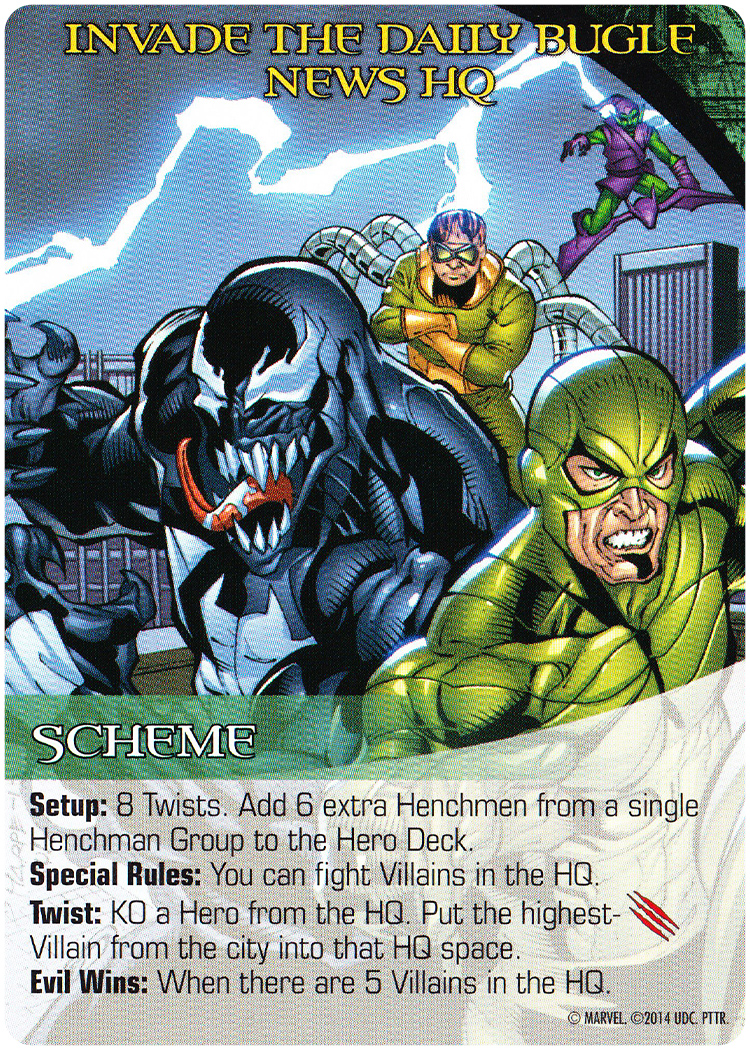 INVADE THE DAILY BUGLE
NEWS HQ
SCHEME
Setup: 8 Twists. Add 6 extra Henchmen from a single
Henchman Group to the Hero Deck.
Special Rules: You can fight Villains in the HQ.
Twist: KO a Hero from the HQ. Put the highest-
Villain from the city into that HQ space.
Evil Wins: When there are 5 Villains in the HQ.
© MARVEL. ©2014 UDC. PTTR.